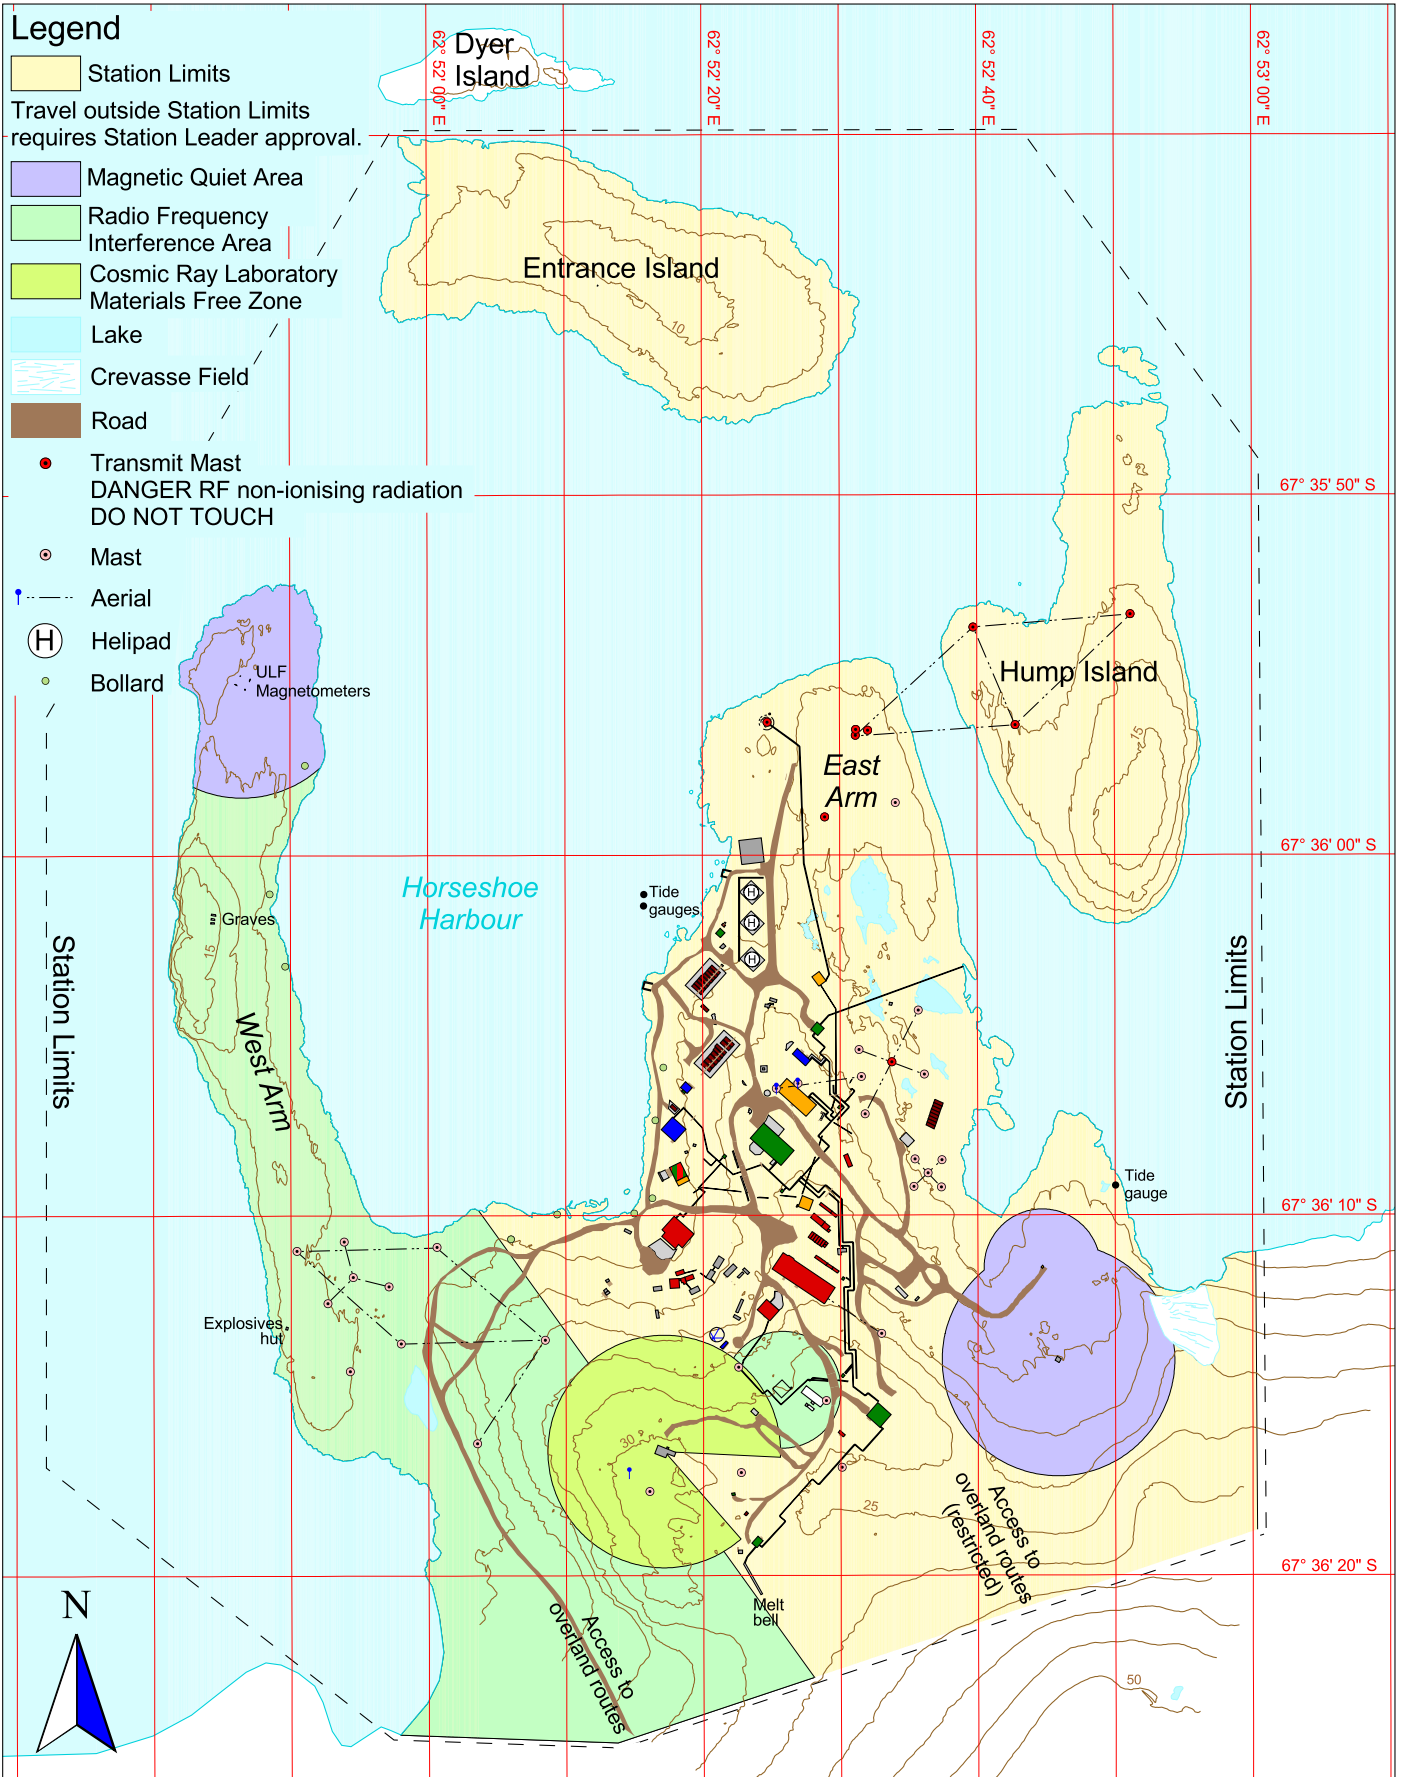 Legend
Station Limits
Travel outside Station Limits
requires Station Leader approval.
Magnetic Quiet Area
Radio Frequency
Interference Area
Cosmic Ray Laboratory
Materials Free Zone
Lake
Crevasse Field
Road
Transmit Mast
DANGER RF non-ionising radiation
DO NOT TOUCH
Mast
Aerial
H
Helipad
Bollard
62° 52' 00" E
62° 52' 20" E
62° 52' 40" E
62° 53' 00" E
Dyer
Island
Entrance Island
10
67° 35' 50" S
ULF
Magnetometers
Hump Island
15
East
Arm
67° 36' 00" S
Horseshoe
Harbour
Tide
gauges
H
H
H
Graves
15
Station Limits
West Arm
Station Limits
Tide
gauge
67° 36' 10" S
Explosives
hut
30
25
Access to
overland routes
(restricted)
67° 36' 20" S
Melt
bell
Access to
overland routes
50
N